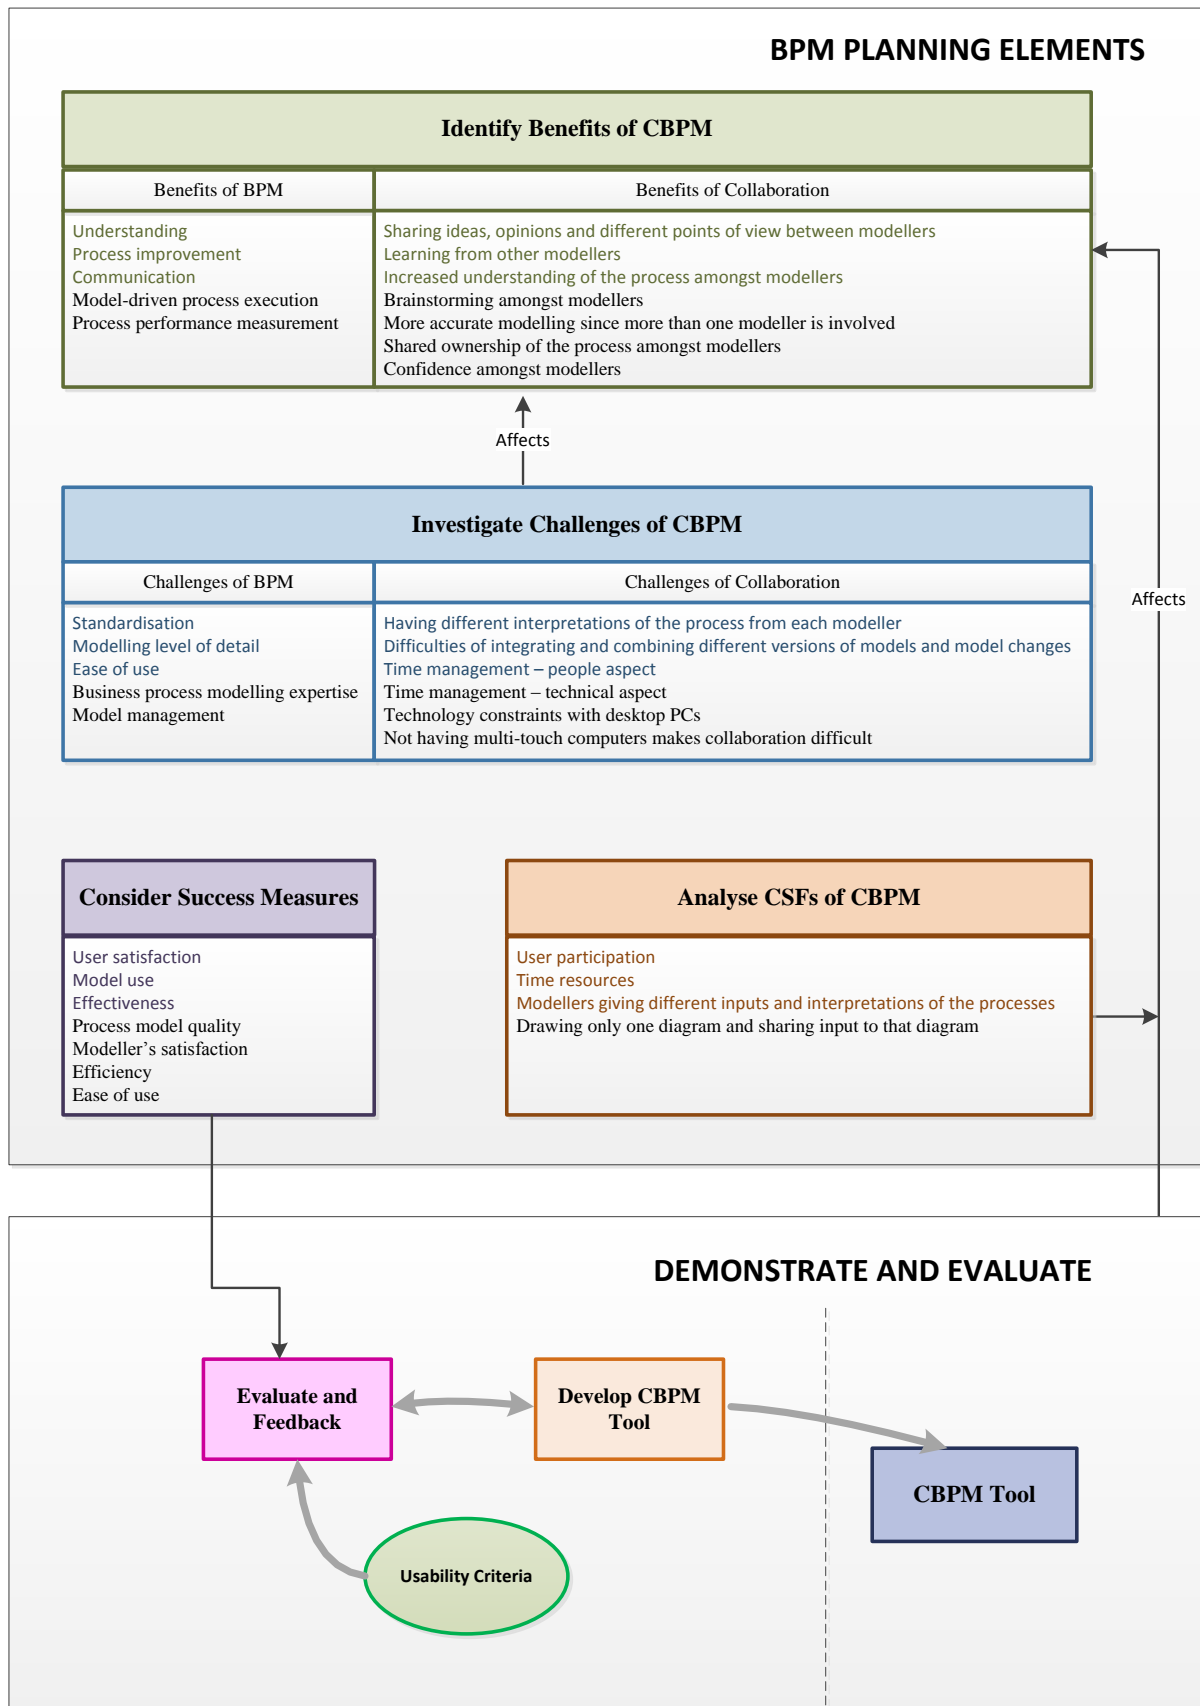 BPM PLANNING ELEMENTS
Identify Benefits of CBPM
Benefits of BPM
Benefits of Collaboration
Understanding
Process improvement
Communication
Model-driven process execution
Process performance measurement
Sharing ideas, opinions and different points of view between modellers
Learning from other modellers
Increased understanding of the process amongst modellers
Brainstorming amongst modellers
More accurate modelling since more than one modeller is involved
Shared ownership of the process amongst modellers
Confidence amongst modellers
Affects
Investigate Challenges of CBPM
Challenges of BPM
Challenges of Collaboration
Standardisation
Modelling level of detail
Ease of use
Business process modelling expertise
Model management
Having different interpretations of the process from each modeller
Difficulties of integrating and combining different versions of models and model changes
Time management – people aspect
Time management – technical aspect
Technology constraints with desktop PCs
Not having multi-touch computers makes collaboration difficult
Affects
Consider Success Measures
User satisfaction
Model use
Effectiveness
Process model quality
Modeller’s satisfaction
Efficiency
Ease of use
Analyse CSFs of CBPM
User participation
Time resources
Modellers giving different inputs and interpretations of the processes
Drawing only one diagram and sharing input to that diagram
DEMONSTRATE AND EVALUATE
Evaluate and
Feedback
Develop CBPM
Tool
CBPM Tool
Usability Criteria